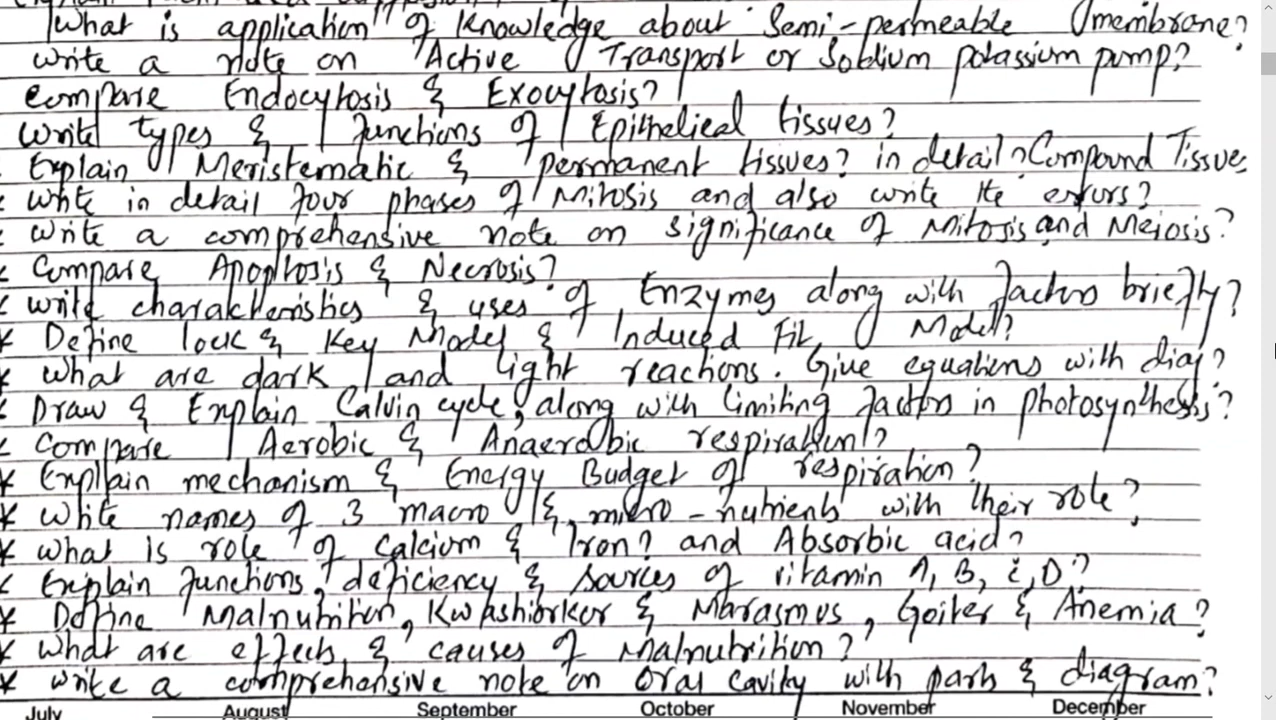 What is application of Knowledge about Semi-permeable membrane?
Write a note on Active Transport or Sodium potassium pump?
Compare Endocytosis & Exocytosis?
Write types & functions of Epithelical tissues?
Explain Meristematic & permanent tissues? in detail Compound Tissues
Write in detail four phases of Mitosis and also write its errors?
Write a comprehensive note on significance of Mitosis and Meiosis?
Compare Apoptosis & Necrosis?
* Write characteristics & uses of Enzymes along with factors briefly?
* Define lock & Key Model & Induced Fit Model?
* What are dark and light reactions. Give equations with diag?
* Draw & Explain Calvin cycle, along with limiting factors in photosynthesis?
Compare Aerobic & Anaerobic respiration?
* Explain mechanism & Energy Budget of respiration?
* Write names of 3 macro & micro-nutrients with their role?
* What is role of Calcium & Iron? and Absorbic acid?
Explain functions, deficiency & sources of vitamin A, B, C, D?
* Define Malnutrition, Kwashiorkor & Marasmus, Goiter & Anemia?
* What are effects & causes of Malnutrition?
* Write a comprehensive note on Oral Cavity with parts & diagram?
July August September October November December